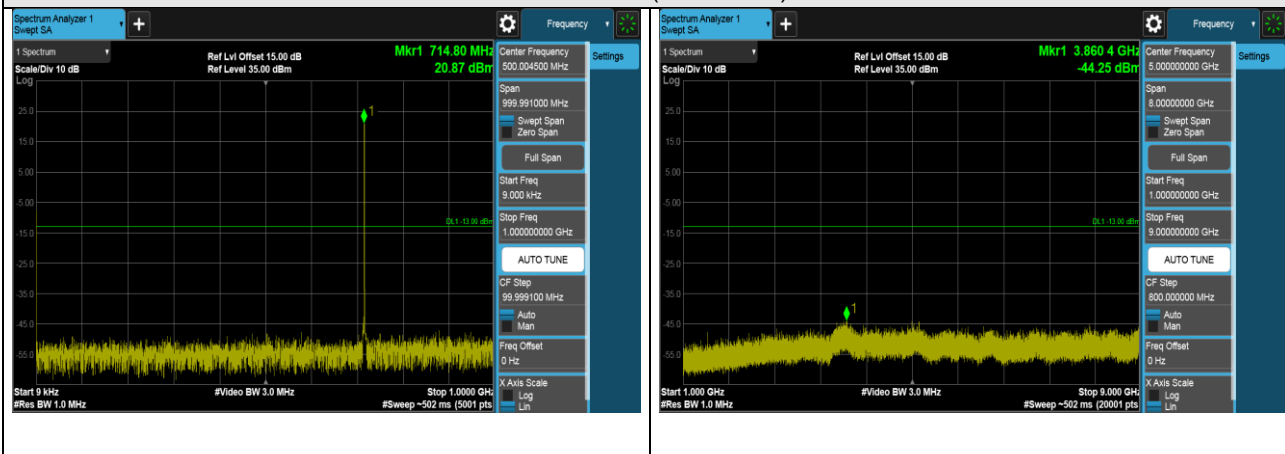 Spectrum Analyzer 1
Swept SA
+
Frequency
1 Spectrum
Scale/Div 10 dB
Log
Ref Lvl Offset 15.00 dB
Ref Level 35.00 dBm
Mkr1 714.80 MHz
20.87 dBm
25.0
15.0
5.00
-5.00
-15.0
-25.0
-35.0
-45.0
-55.0
1
DL1 -13.00 dBm
Start 9 kHz
#Res BW 1.0 MHz
#Video BW 3.0 MHz
Stop 1.0000 GHz
#Sweep ~502 ms (5001 pts
Center Frequency
500.004500 MHz
Settings
Span
999.991000 MHz
Swept Span
Zero Span
Full Span
Start Freq
9.000 kHz
Stop Freq
1.000000000 GHz
AUTO TUNE
CF Step
99.999100 MHz
Auto
Man
Freq Offset
0 Hz
X Axis Scale
Log
Lin
Spectrum Analyzer 1
Swept SA
+
Frequency
1 Spectrum
Scale/Div 10 dB
Log
Ref Lvl Offset 15.00 dB
Ref Level 35.00 dBm
Mkr1 3.860 4 GHz
-44.25 dBm
25.0
15.0
5.00
-5.00
-15.0
-25.0
-35.0
-45.0
-55.0
1
DL1 -13.00 dBm
Start 1.000 GHz
#Res BW 1.0 MHz
#Video BW 3.0 MHz
Stop 9.000 GHz
#Sweep ~502 ms (20001 pts
Center Frequency
5.000000000 GHz
Settings
Span
8.00000000 GHz
Swept Span
Zero Span
Full Span
Start Freq
1.000000000 GHz
Stop Freq
9.000000000 GHz
AUTO TUNE
CF Step
800.000000 MHz
Auto
Man
Freq Offset
0 Hz
X Axis Scale
Log
Lin